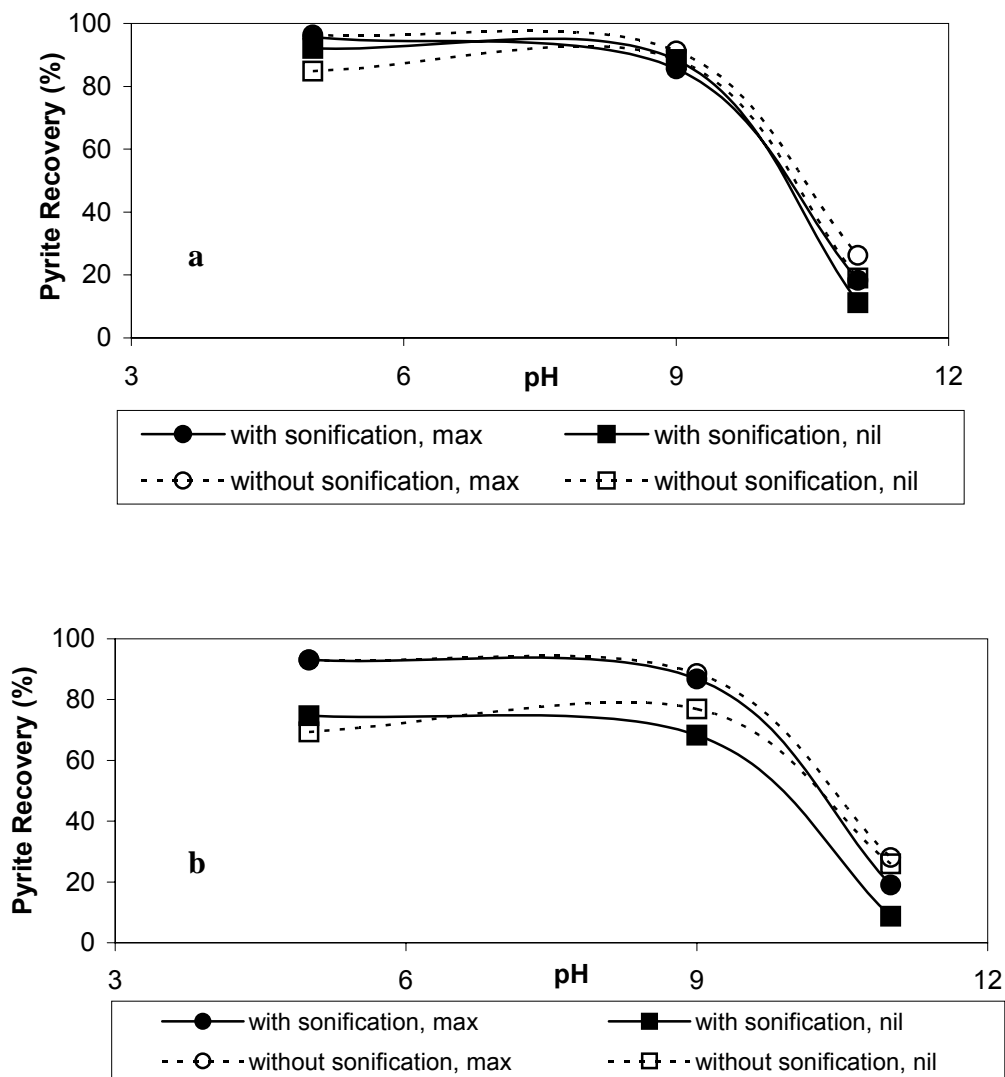 100
80
60
40
20
0
Pyrite Recovery (%)
a
3 6 pH 9 12
with sonification, max with sonification, nil
without sonification, max without sonification, nil
100
80
60
40
20
0
Pyrite Recovery (%)
b
3 6 pH 9 12
with sonification, max with sonification, nil
without sonification, max without sonification, nil